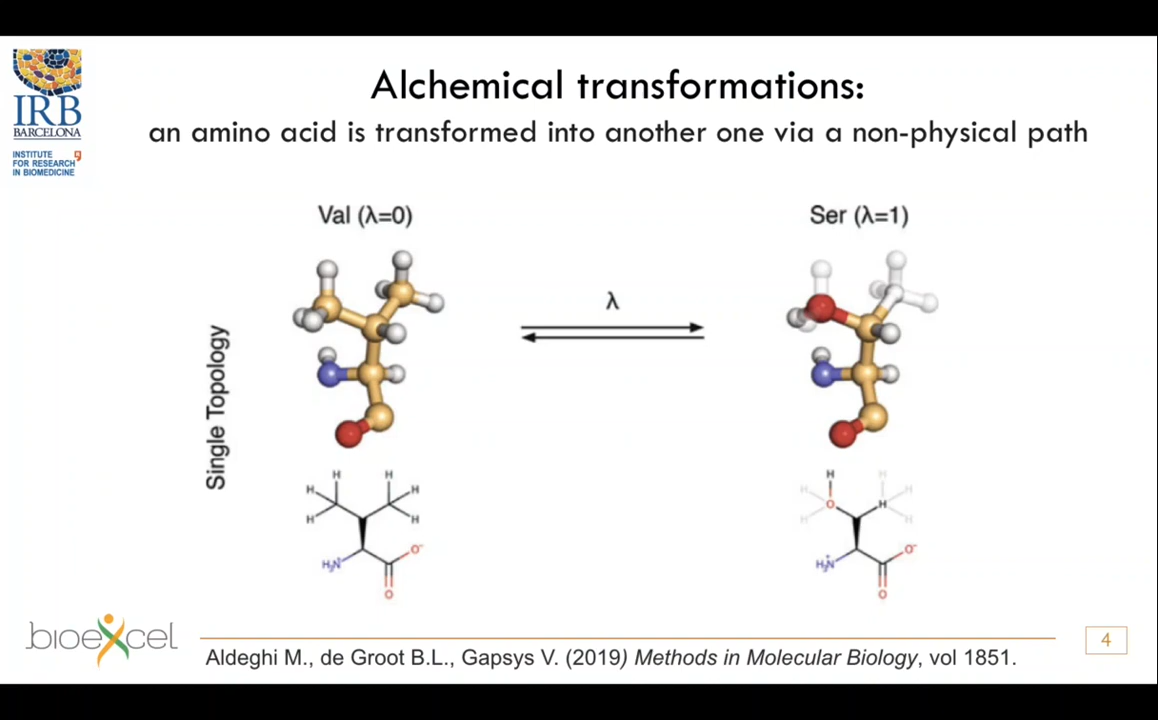 IRB
BARCELONA
INSTITUTE
FOR RESEARCH
IN BIOMEDICINE
Alchemical transformations:
an amino acid is transformed into another one via a non-physical path
Val (λ=0)
Ser (λ=1)
λ
Single Topology
H
H
H
H
H
H
H₂N
O⁻
O
H
H
H
O
H
H
H
H
H₂N
O⁻
O
bioexcel
Aldeghi M., de Groot B.L., Gapsys V. (2019) Methods in Molecular Biology, vol 1851.
4